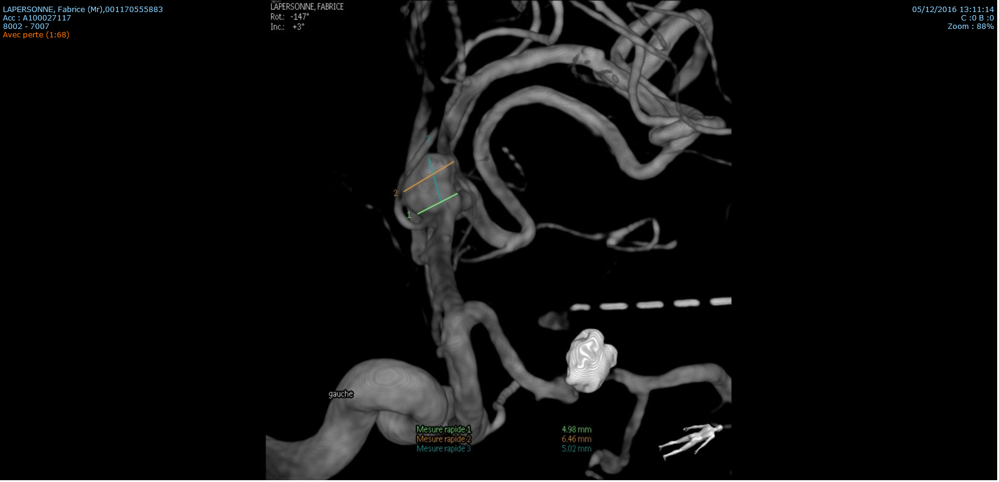 LAPERSONNE, Fabrice (Mr),001170555883
Acc : A100027117
8002 - 7007
Avec perte (1:68)
LAPERSONNE, FABRICE
Rot.: -147°
Inc.: +3°
05/12/2016 13:11:14
C :0 B :0
Zoom : 88%
3
2
1
gauche
Mesure rapide 1 4.98 mm
Mesure rapide 2 6.46 mm
Mesure rapide 3 5.02 mm